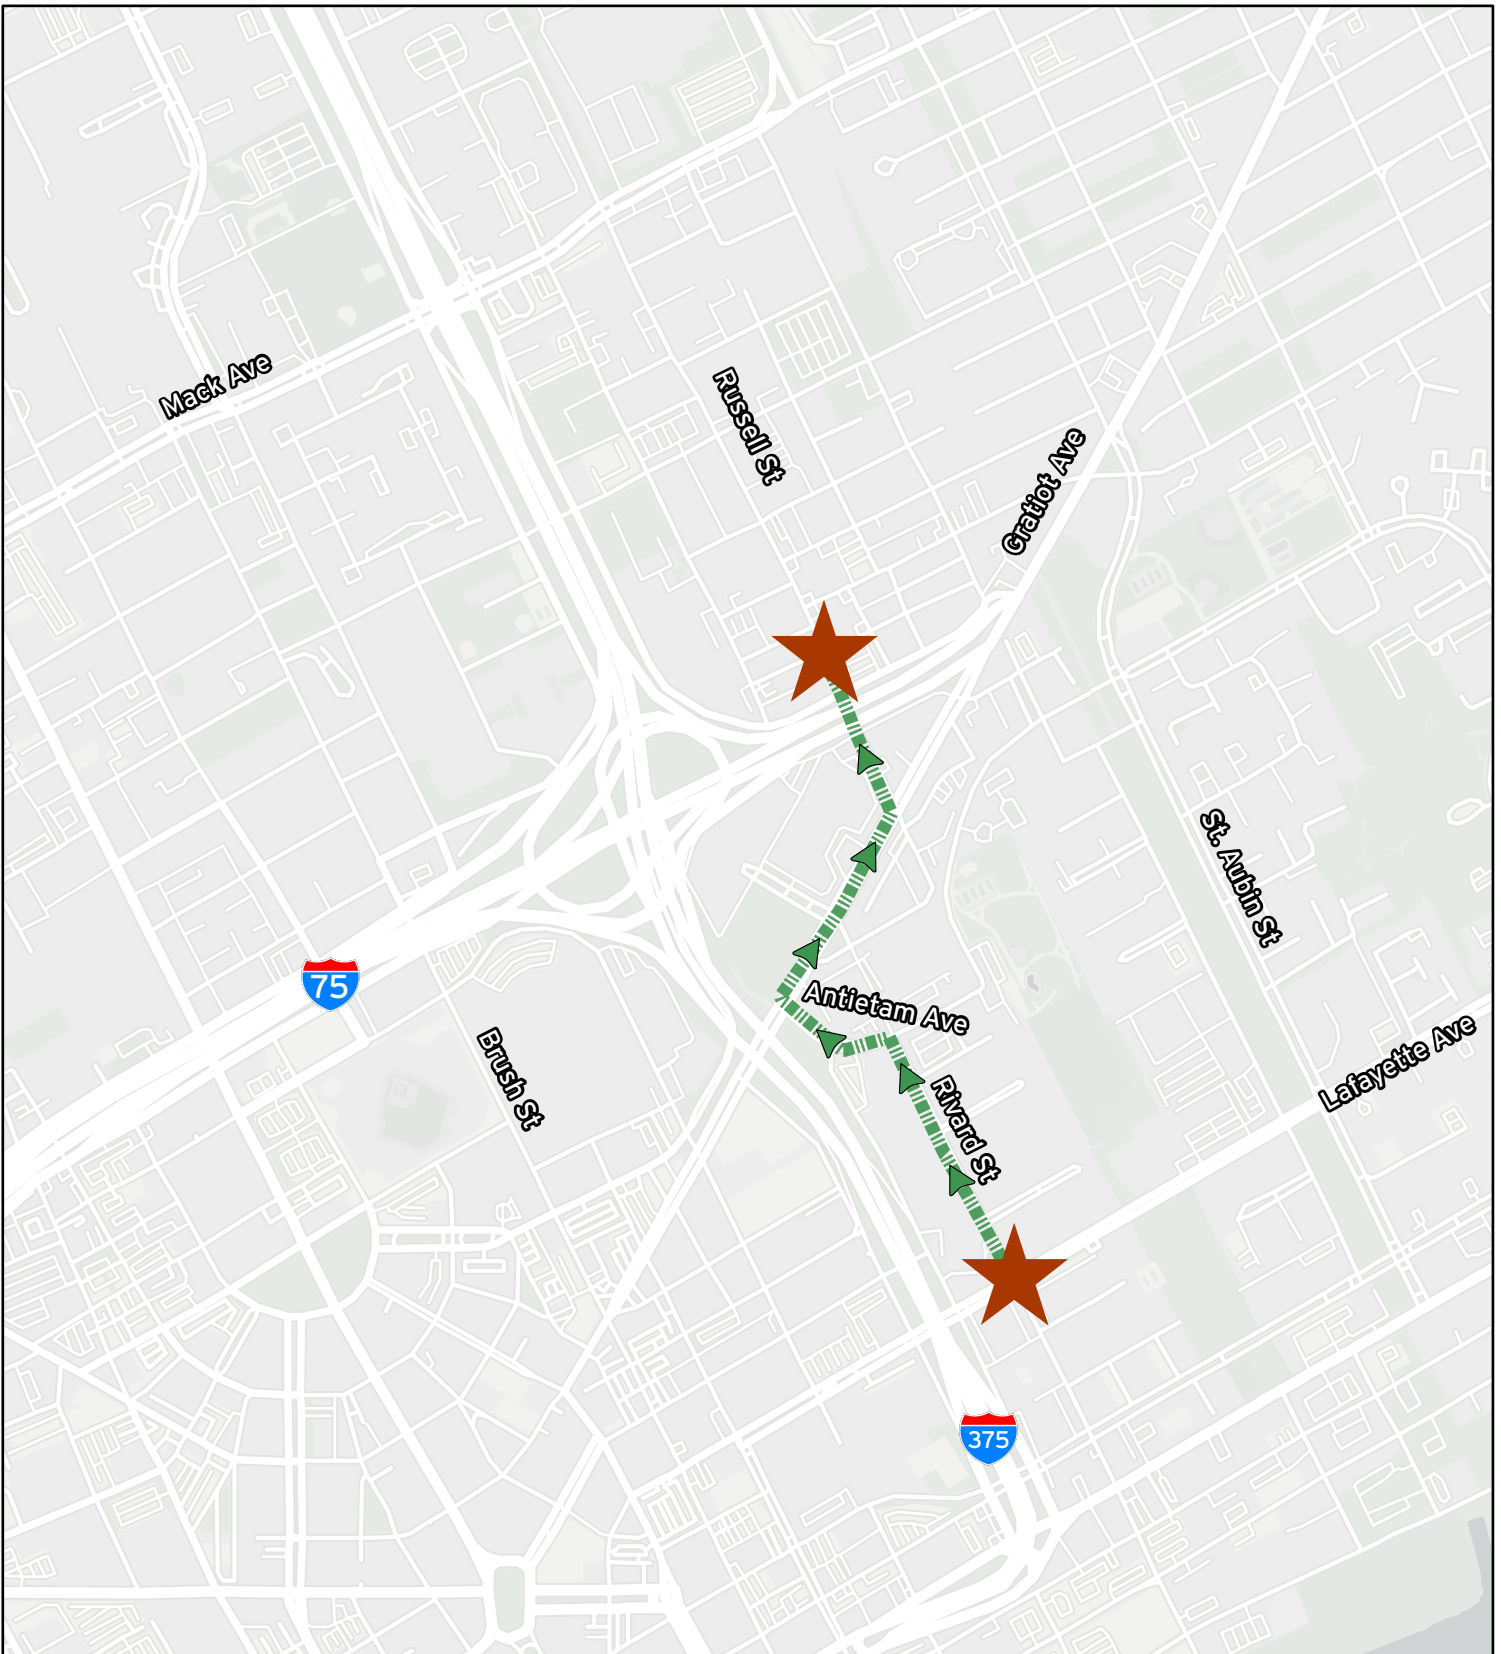 Mack Ave
Russell St
Gratiot Ave
St. Aubin St
75
Antietam Ave
Brush St
Rivard St
Lafayette Ave
375